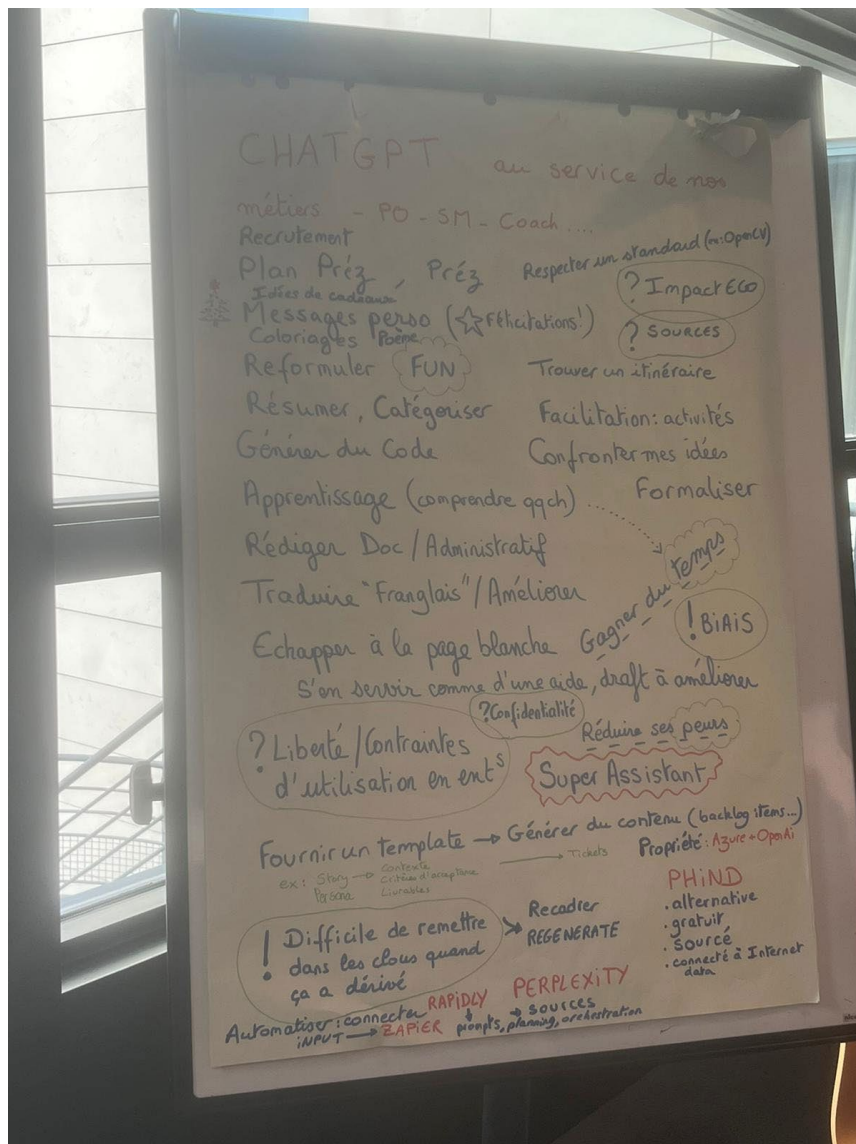 CHATGPT au service de nos
métiers - PO - SM - Coach ....
Recrutement
Plan Préz, Préz
Respecter un standard (ex: OpenCV)
Idées de cadeaux
? Impact ECO
Messages perso (☆ Félicitations!)
? SOURCES
Coloriages Poème
Reformuler FUN
Trouver un itinéraire
Résumer, Catégoriser
Facilitation: activités
Générer du Code
Confronter mes idées
Apprentissage (comprendre qqch)
Formaliser
Rédiger Doc / Administratif
Gagner du temps
Traduire "Franglais" / Améliorer
! BIAIS
Echapper à la page blanche
S'en servir comme d'une aide, draft à améliorer
? Confidentialité
? Liberté / Contraintes
d'utilisation en ent^s
Réduire ses peurs
Super Assistant
Fournir un template → Générer du contenu (backlog items...)
ex: Story → Contexte
Persona Critères d'acceptance
Livrables
→ Tickets
Propriété: Azure + OpenAi
PHIND
. alternative
. gratuit
. sourcé
. connecté à Internet
data
! Difficile de remettre
dans les clous quand
ça a dérivé
→ Recadrer
REGENERATE
PERPLEXITY
→ sources
RAPIDLY
↓
prompts, planning, orchestration
Automatiser: connecter
INPUT → ZAPIER